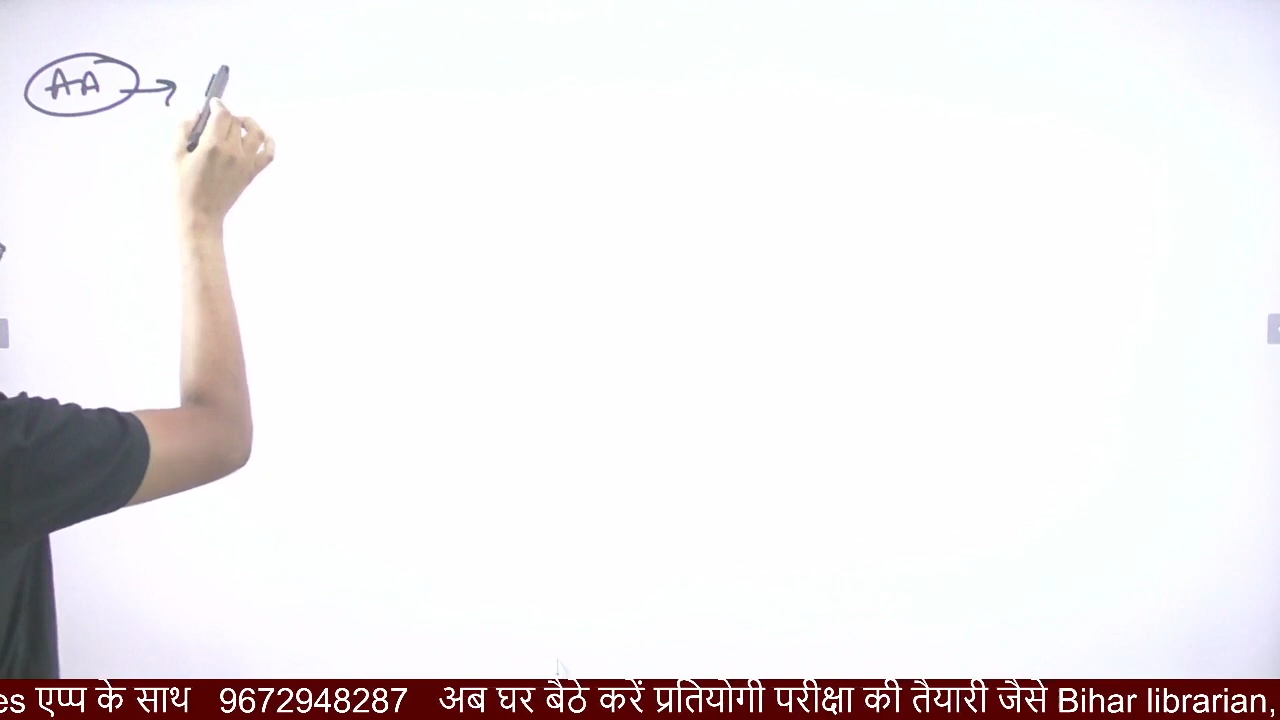 AA →
es एप्प के साथ 9672948287 अब घर बैठे करें प्रतियोगी परीक्षा की तैयारी जैसे Bihar librarian,